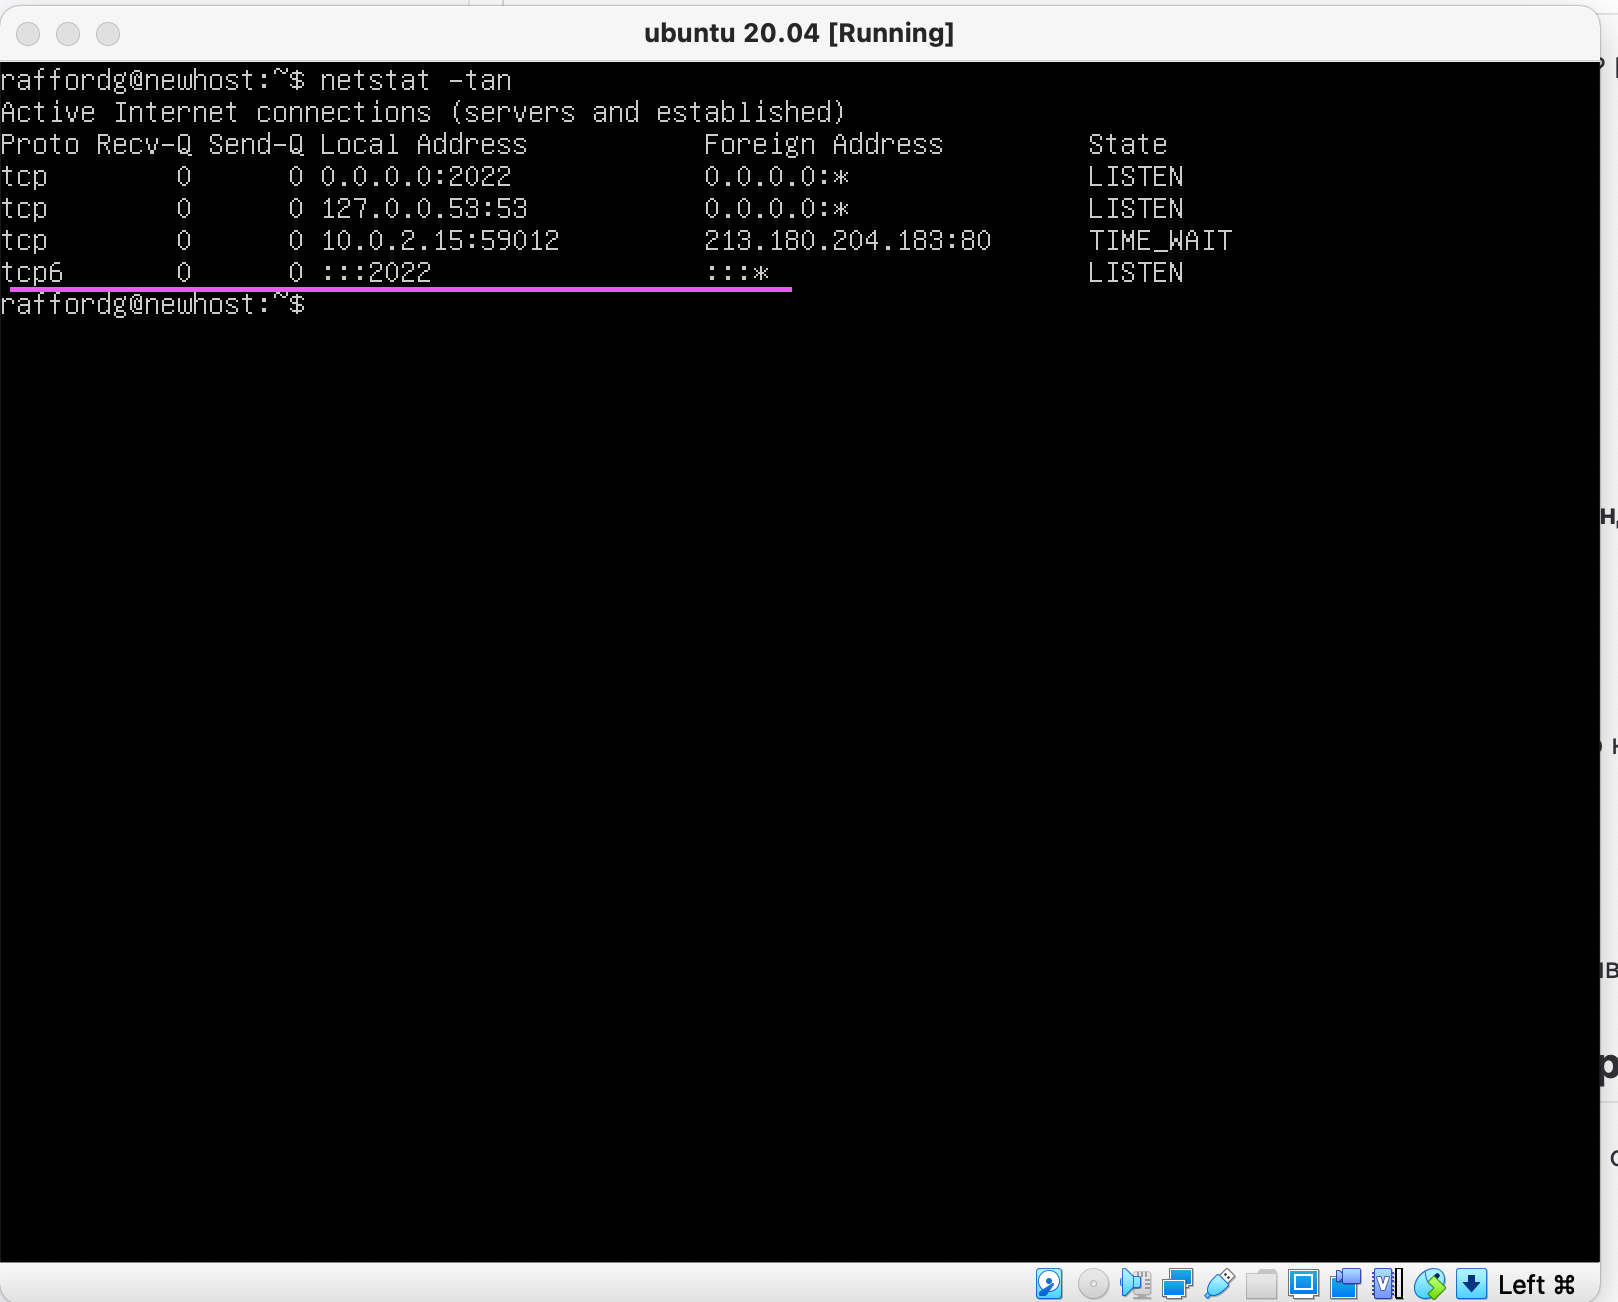 ubuntu 20.04 [Running]
raffordg@newhost:~$ netstat -tan
Active Internet connections (servers and established)
Proto Recv-Q Send-Q Local Address Foreign Address State
tcp 0 0 0.0.0.0:2022 0.0.0.0:* LISTEN
tcp 0 0 127.0.0.53:53 0.0.0.0:* LISTEN
tcp 0 0 10.0.2.15:59012 213.180.204.183:80 TIME_WAIT
tcp6 0 0 :::2022 :::* LISTEN
raffordg@newhost:~$
Left ⌘